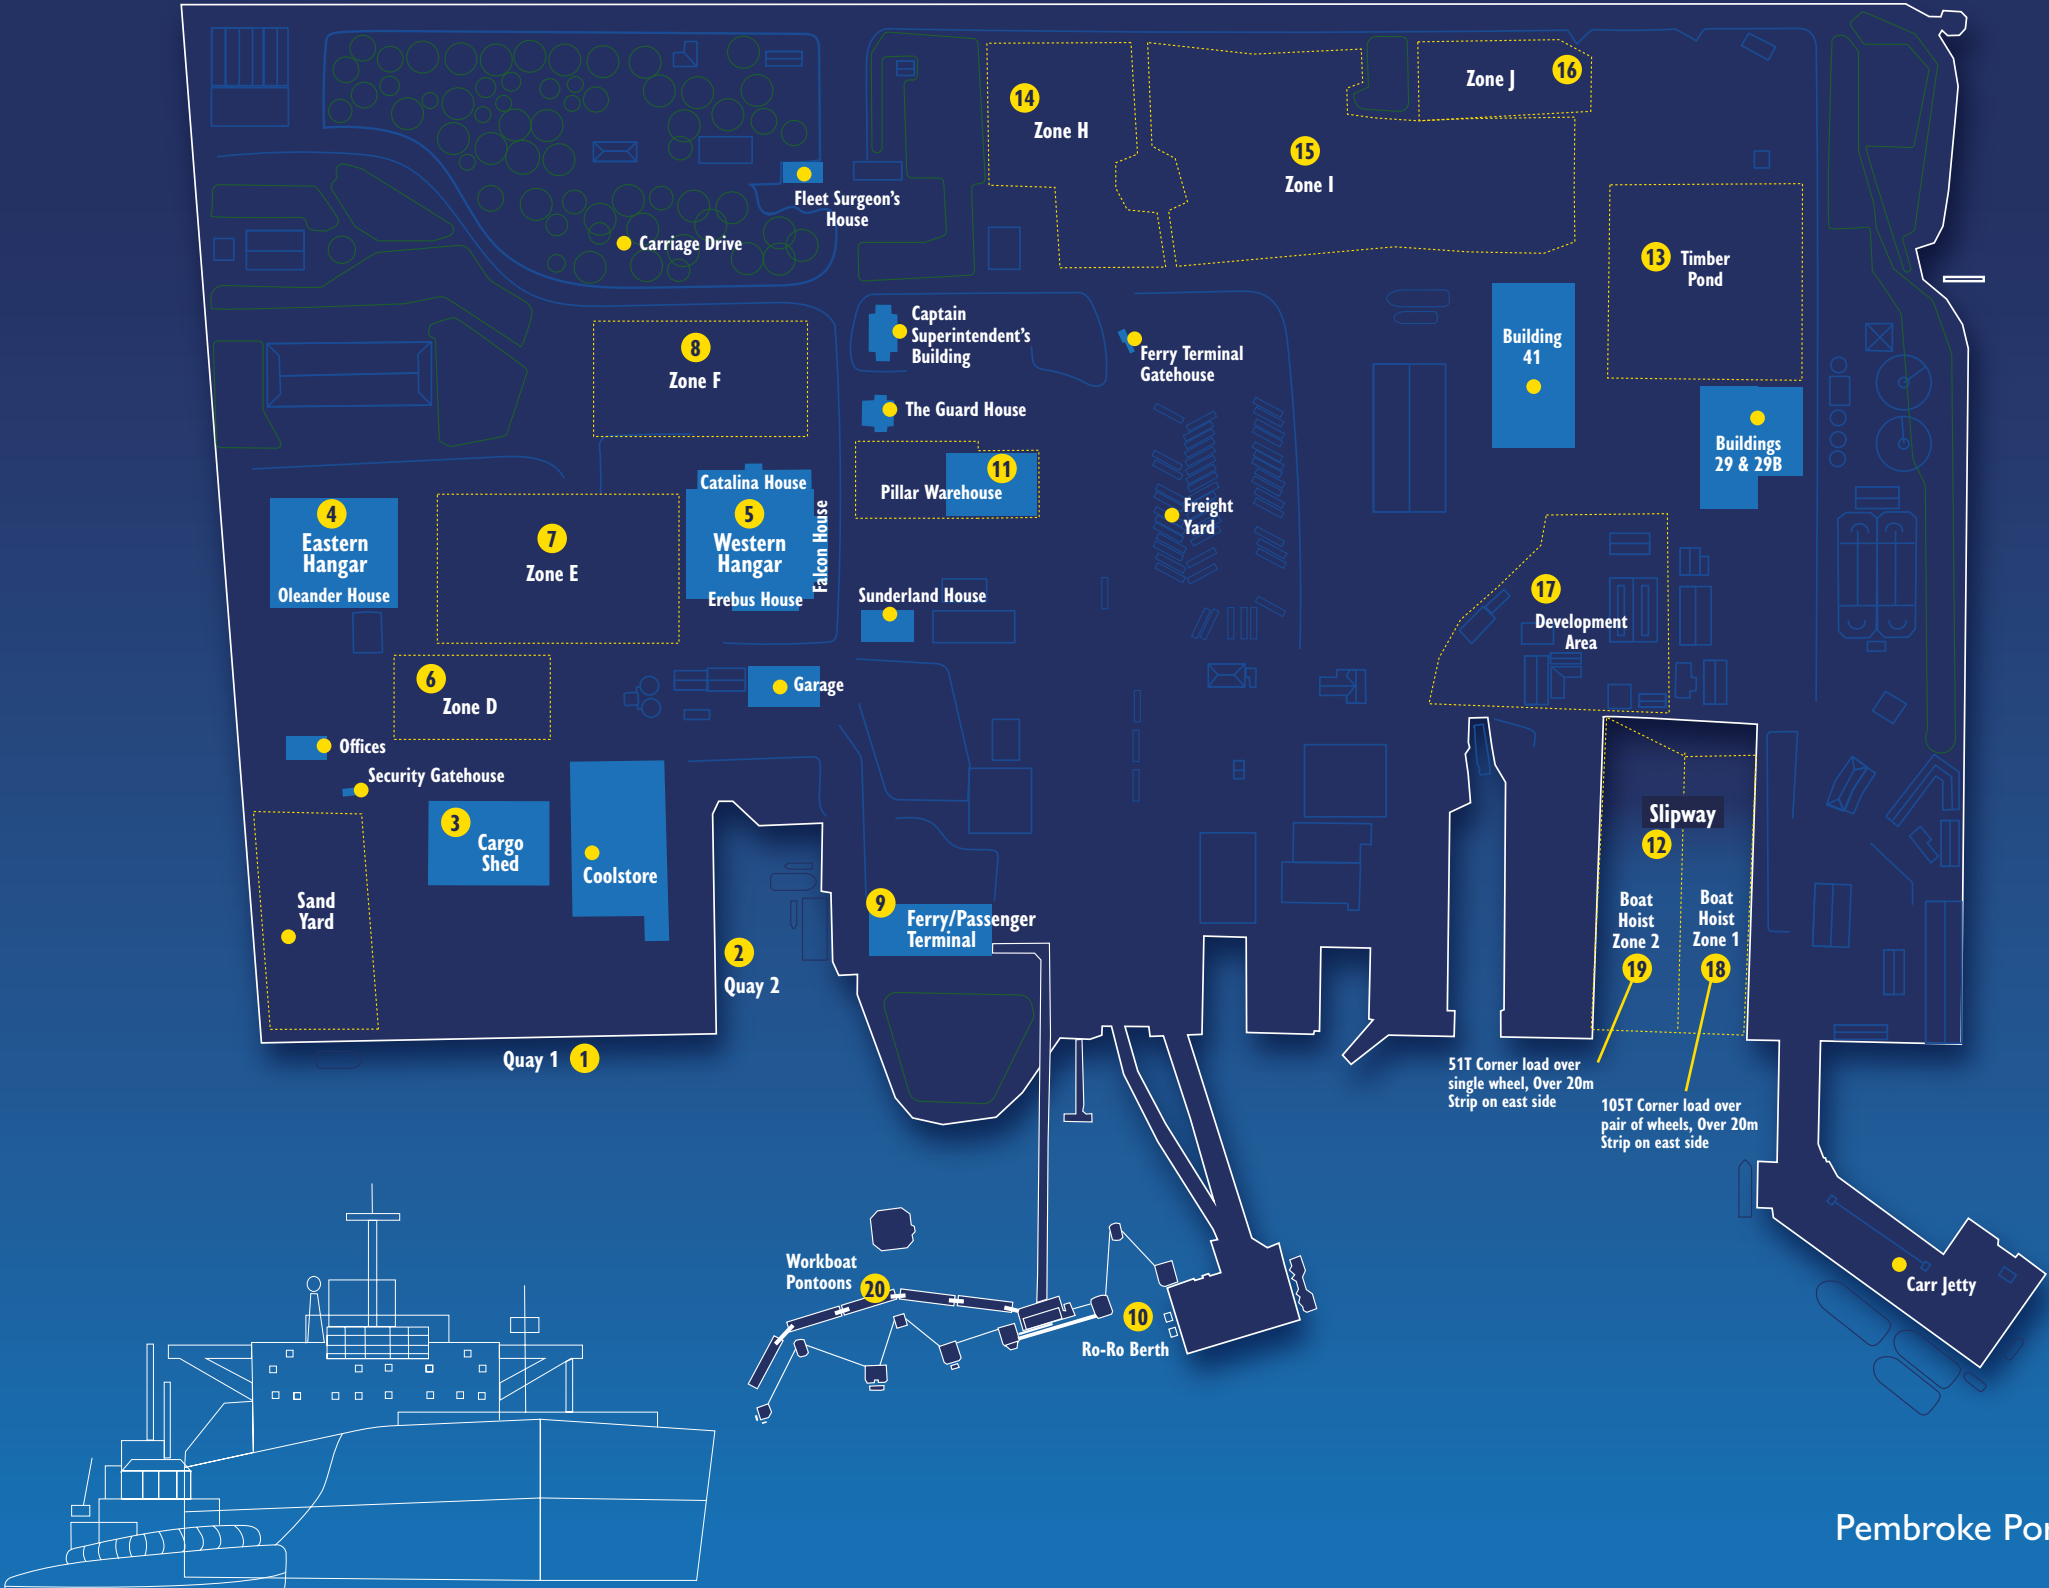 14
Zone H
15
Zone I
Zone J
16
Fleet Surgeon's
House
Carriage Drive
13
Timber
Pond
8
Zone F
Captain
Superintendent's
Building
Ferry Terminal
Gatehouse
Building
41
The Guard House
Buildings
29 & 29B
11
Pillar Warehouse
Freight
Yard
4
Eastern
Hangar
Oleander House
7
Zone E
Catalina House
5
Western
Hangar
Erebus House
Falcon House
Sunderland House
17
Development
Area
6
Zone D
Garage
Offices
Security Gatehouse
3
Cargo
Shed
Coolstore
Sand
Yard
2
Quay 2
9
Ferry/Passenger
Terminal
Slipway
12
Boat
Hoist
Zone 2
19
Boat
Hoist
Zone 1
18
Quay 1
1
51T Corner load over
single wheel, Over 20m
Strip on east side
105T Corner load over
pair of wheels, Over 20m
Strip on east side
Workboat
Pontoons
20
10
Ro-Ro Berth
Carr Jetty
Pembroke